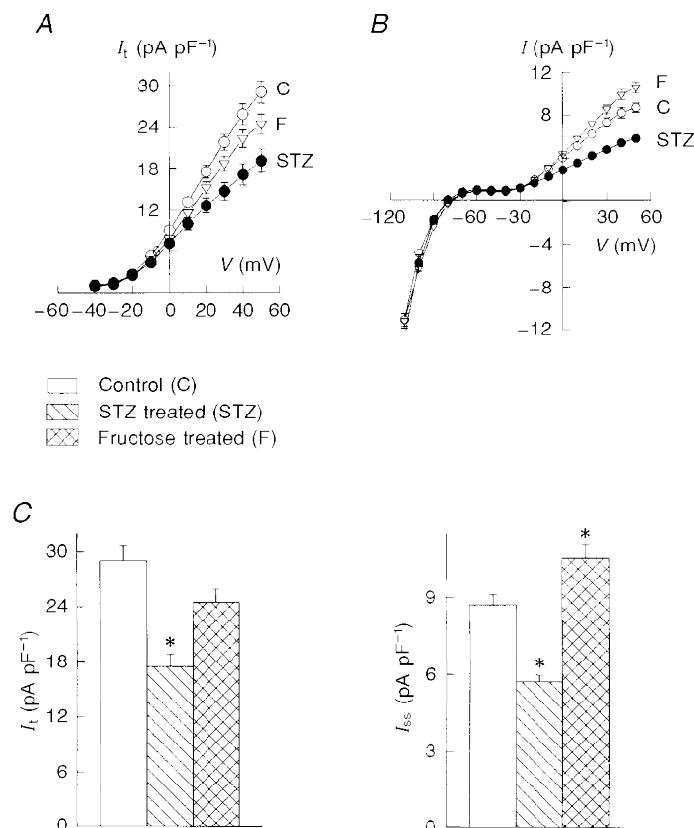 A
I_t (pA pF⁻¹)
30
24
18
12
C
F
STZ
V (mV)
−60 −40 −20 0 20 40 60
B
I (pA pF⁻¹)
12
8
4
F
C
STZ
−120 −60 −30 30 60
−4
V (mV)
−8
−12
Control (C)
STZ treated (STZ)
Fructose treated (F)
C
I_t (pA pF⁻¹)
30
24
18
12
6
0
*
I_ss (pA pF⁻¹)
9
6
3
0
*
*